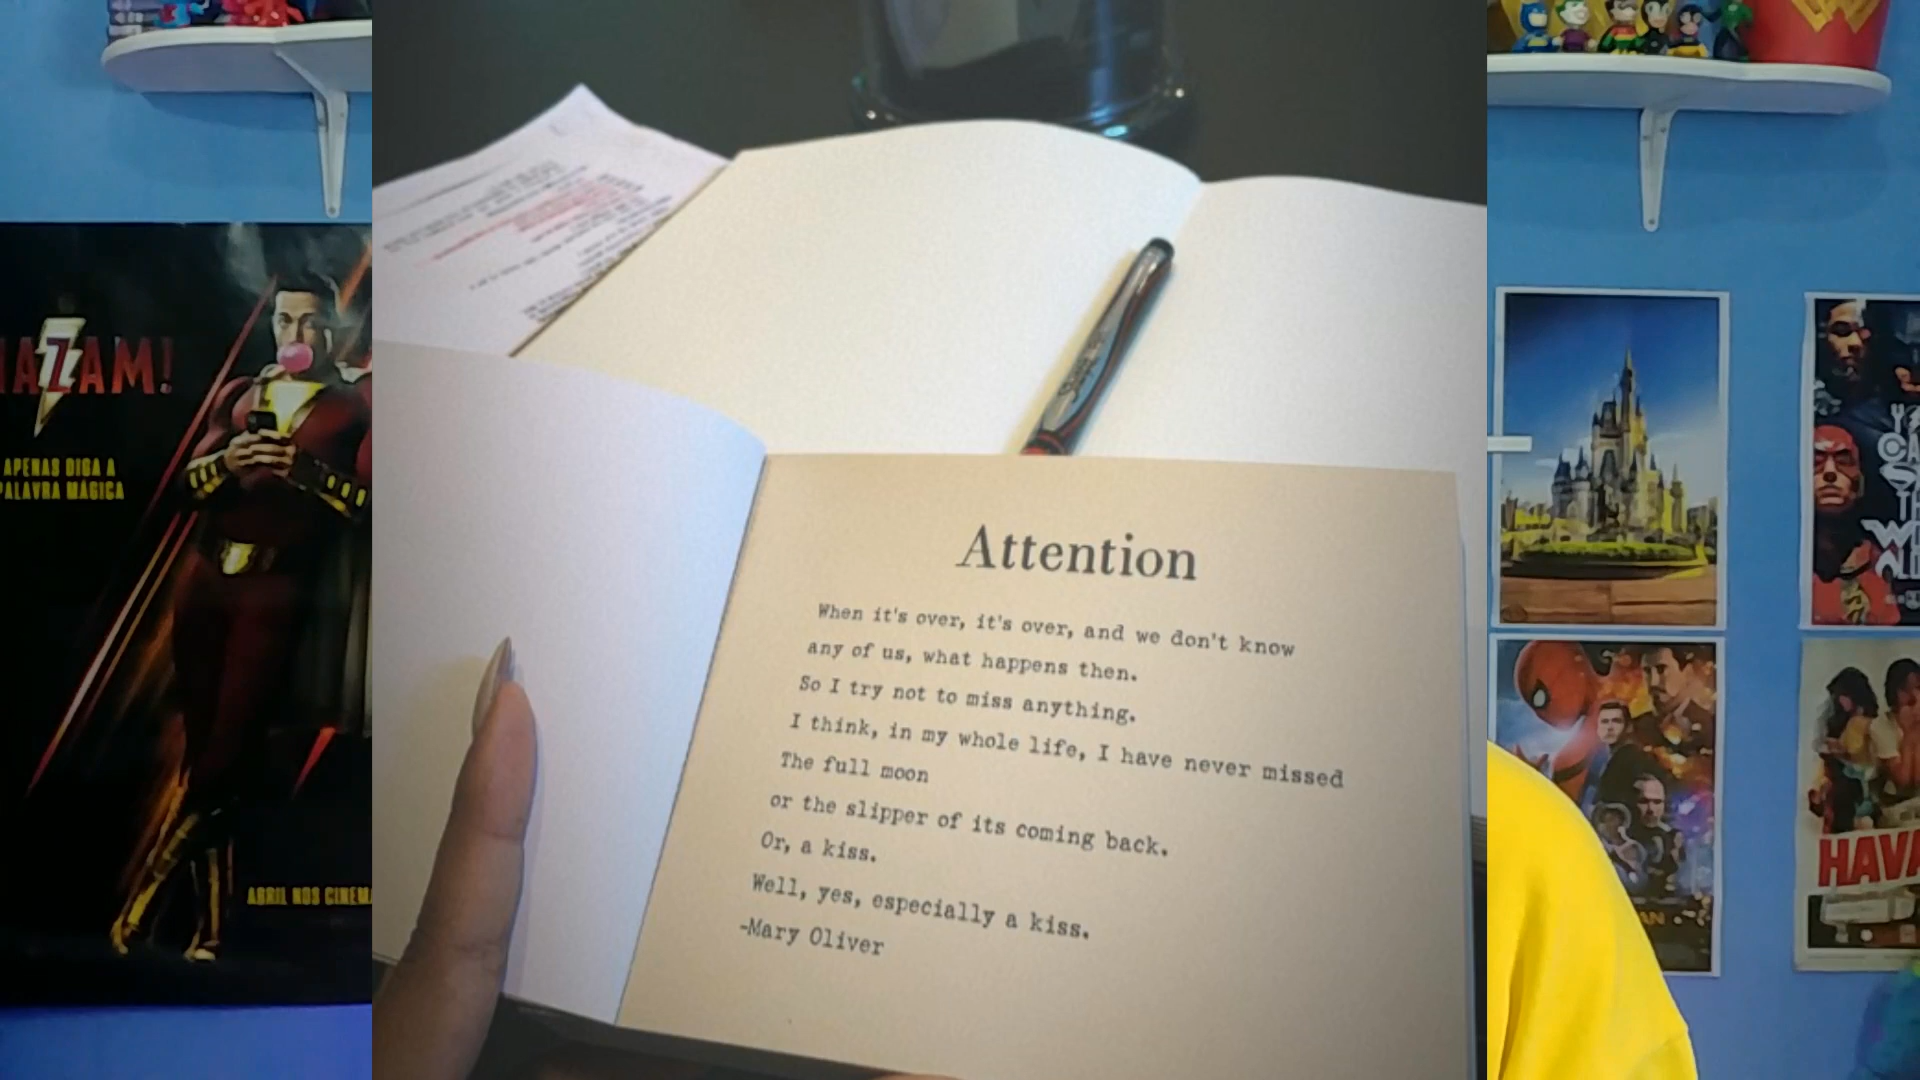 AZAM!
APENAS DIGA A
PALAVRA MÁGICA
ABRIL NOS CINEMA
Attention
When it's over, it's over, and we don't know
any of us, what happens then.
So I try not to miss anything.
I think, in my whole life, I have never missed
The full moon
or the slipper of its coming back.
Or, a kiss.
Well, yes, especially a kiss.
-Mary Oliver
HAVA